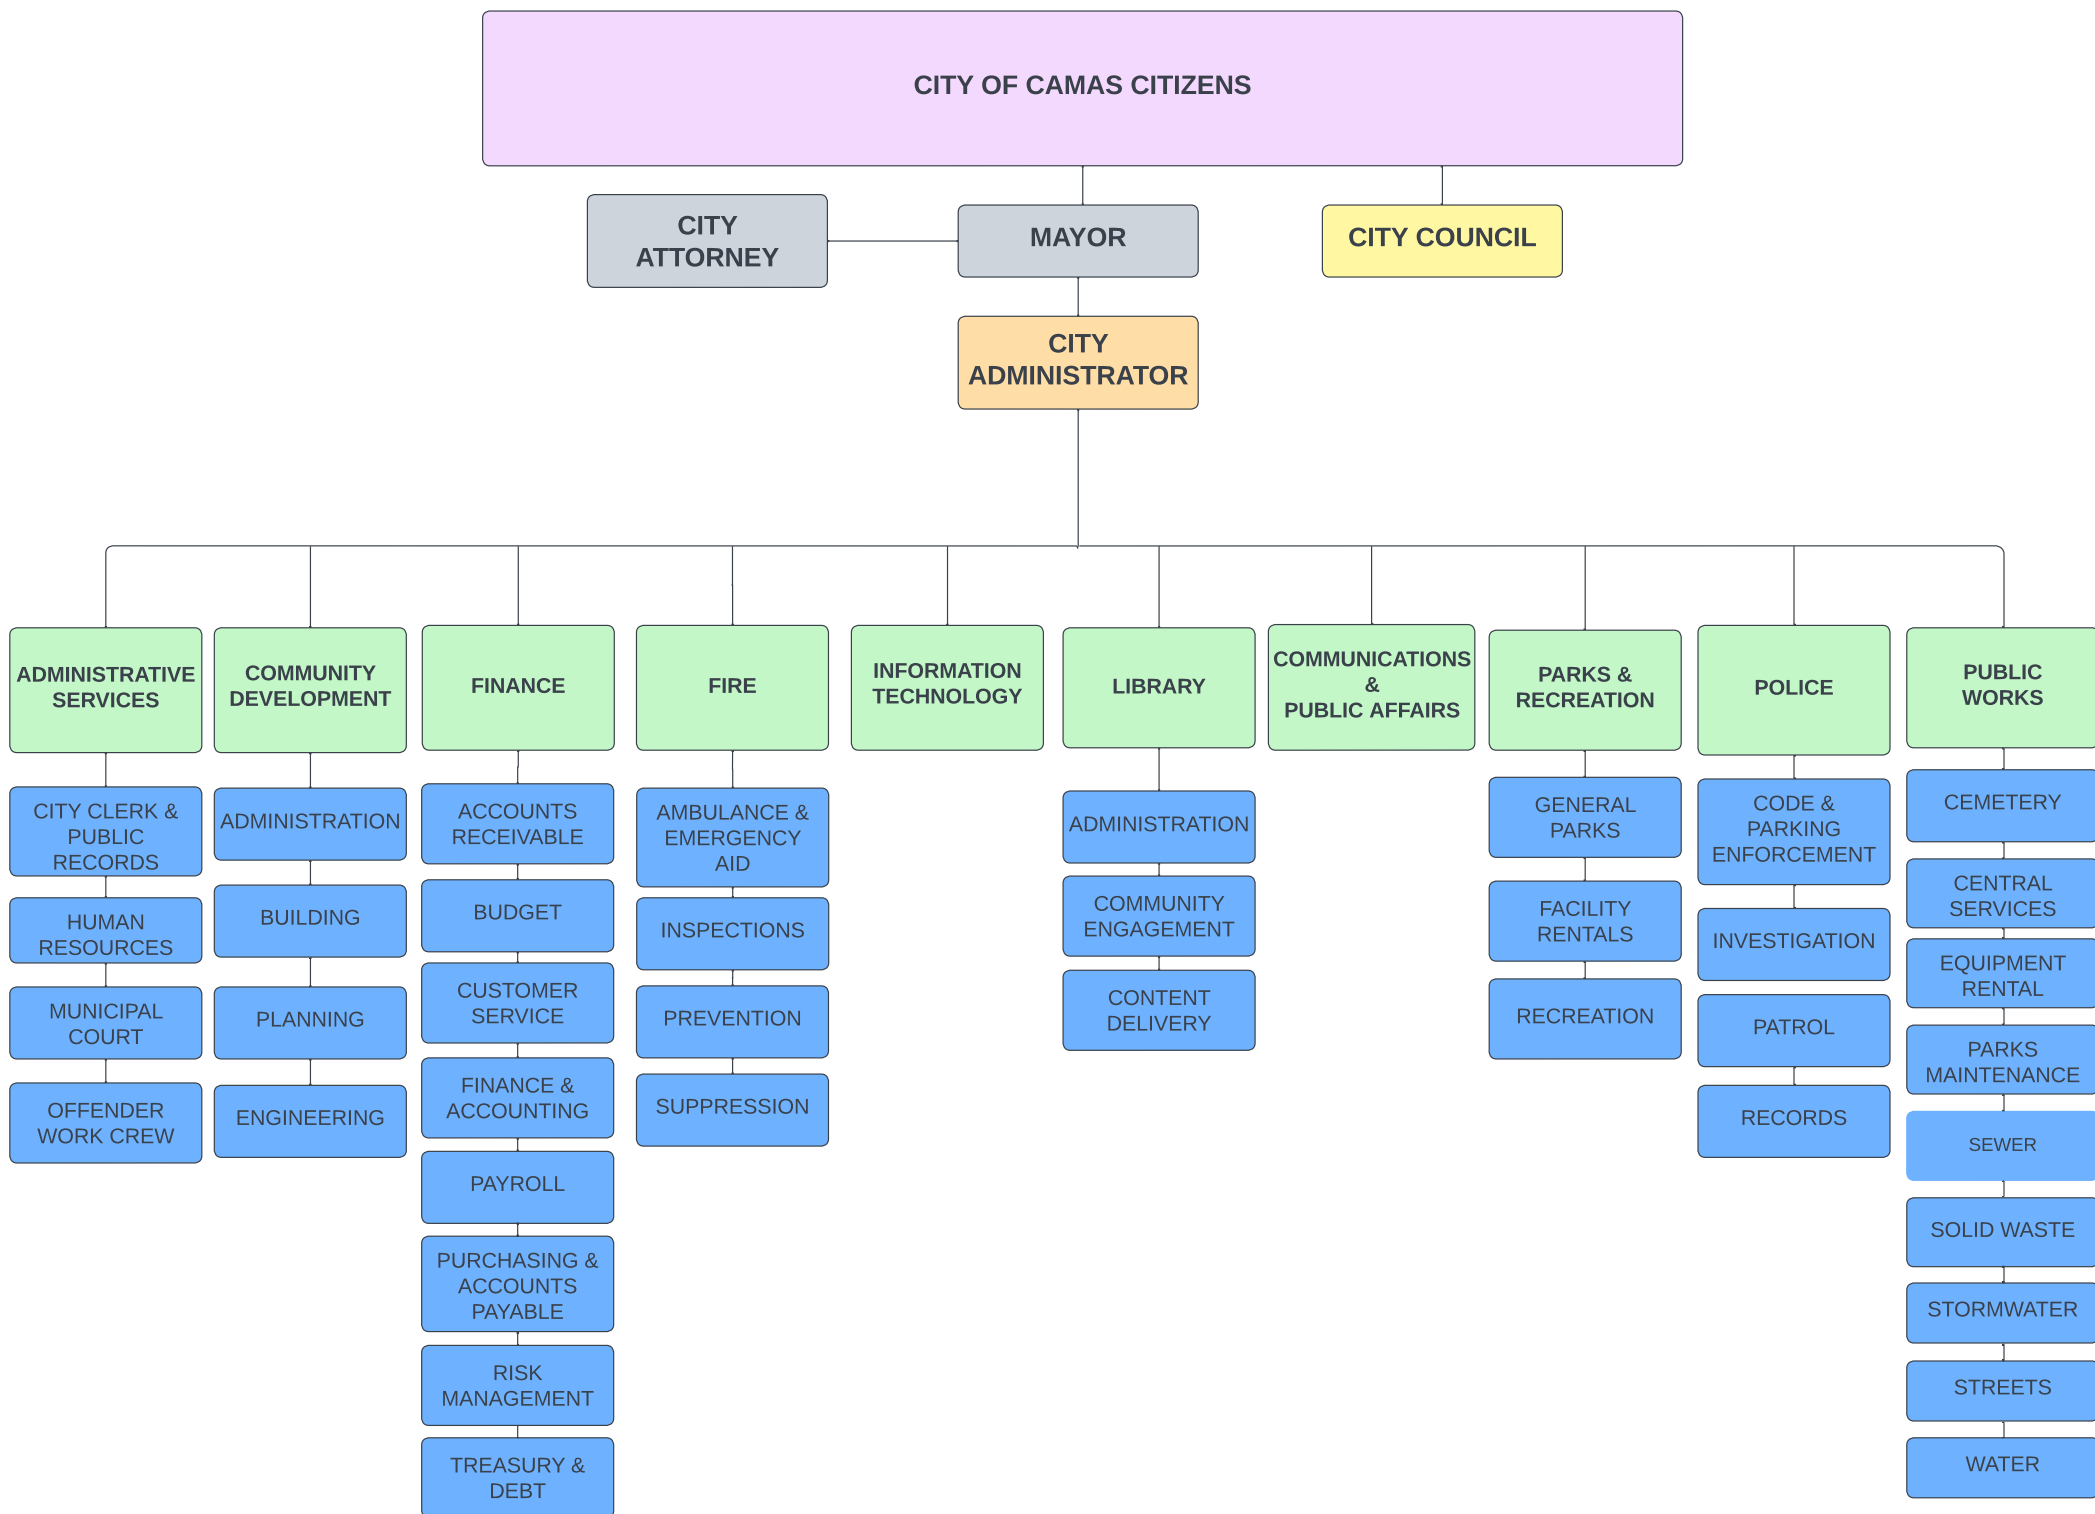 CITY OF CAMAS CITIZENS
CITY
ATTORNEY
MAYOR
CITY COUNCIL
CITY
ADMINISTRATOR
ADMINISTRATIVE
SERVICES
CITY CLERK &
PUBLIC
RECORDS
HUMAN
RESOURCES
MUNICIPAL
COURT
OFFENDER
WORK CREW
COMMUNITY
DEVELOPMENT
ADMINISTRATION
BUILDING
PLANNING
ENGINEERING
FINANCE
ACCOUNTS
RECEIVABLE
BUDGET
CUSTOMER
SERVICE
FINANCE &
ACCOUNTING
PAYROLL
PURCHASING &
ACCOUNTS
PAYABLE
RISK
MANAGEMENT
TREASURY &
DEBT
FIRE
AMBULANCE &
EMERGENCY
AID
INSPECTIONS
PREVENTION
SUPPRESSION
INFORMATION
TECHNOLOGY
LIBRARY
ADMINISTRATION
COMMUNITY
ENGAGEMENT
CONTENT
DELIVERY
COMMUNICATIONS
&
PUBLIC AFFAIRS
PARKS &
RECREATION
GENERAL
PARKS
FACILITY
RENTALS
RECREATION
POLICE
CODE &
PARKING
ENFORCEMENT
INVESTIGATION
PATROL
RECORDS
PUBLIC
WORKS
CEMETERY
CENTRAL
SERVICES
EQUIPMENT
RENTAL
PARKS
MAINTENANCE
SEWER
SOLID WASTE
STORMWATER
STREETS
WATER